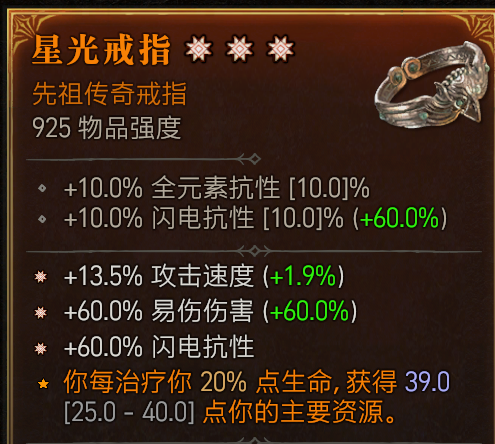 星光戒指
先祖传奇戒指
925 物品强度
+10.0% 全元素抗性 [10.0]%
+10.0% 闪电抗性 [10.0]% (+60.0%)
+13.5% 攻击速度 (+1.9%)
+60.0% 易伤伤害 (+60.0%)
+60.0% 闪电抗性
你每治疗你 20% 点生命, 获得 39.0
[25.0 - 40.0] 点你的主要资源。